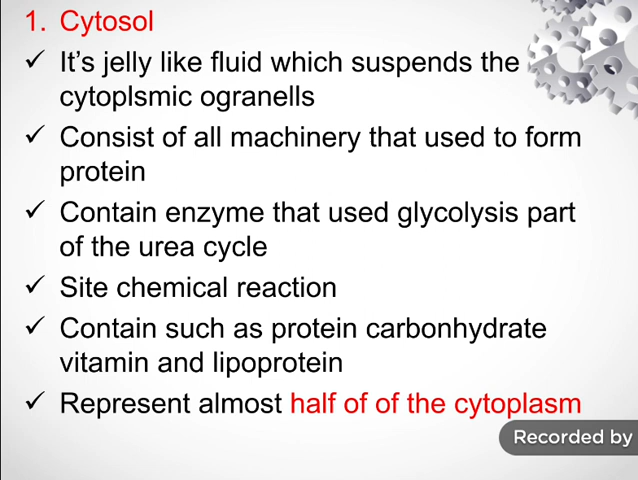 1. Cytosol
✓ It's jelly like fluid which suspends the
cytoplsmic ogranells
✓ Consist of all machinery that used to form
protein
✓ Contain enzyme that used glycolysis part
of the urea cycle
✓ Site chemical reaction
✓ Contain such as protein carbonhydrate
vitamin and lipoprotein
✓ Represent almost half of of the cytoplasm
Recorded by